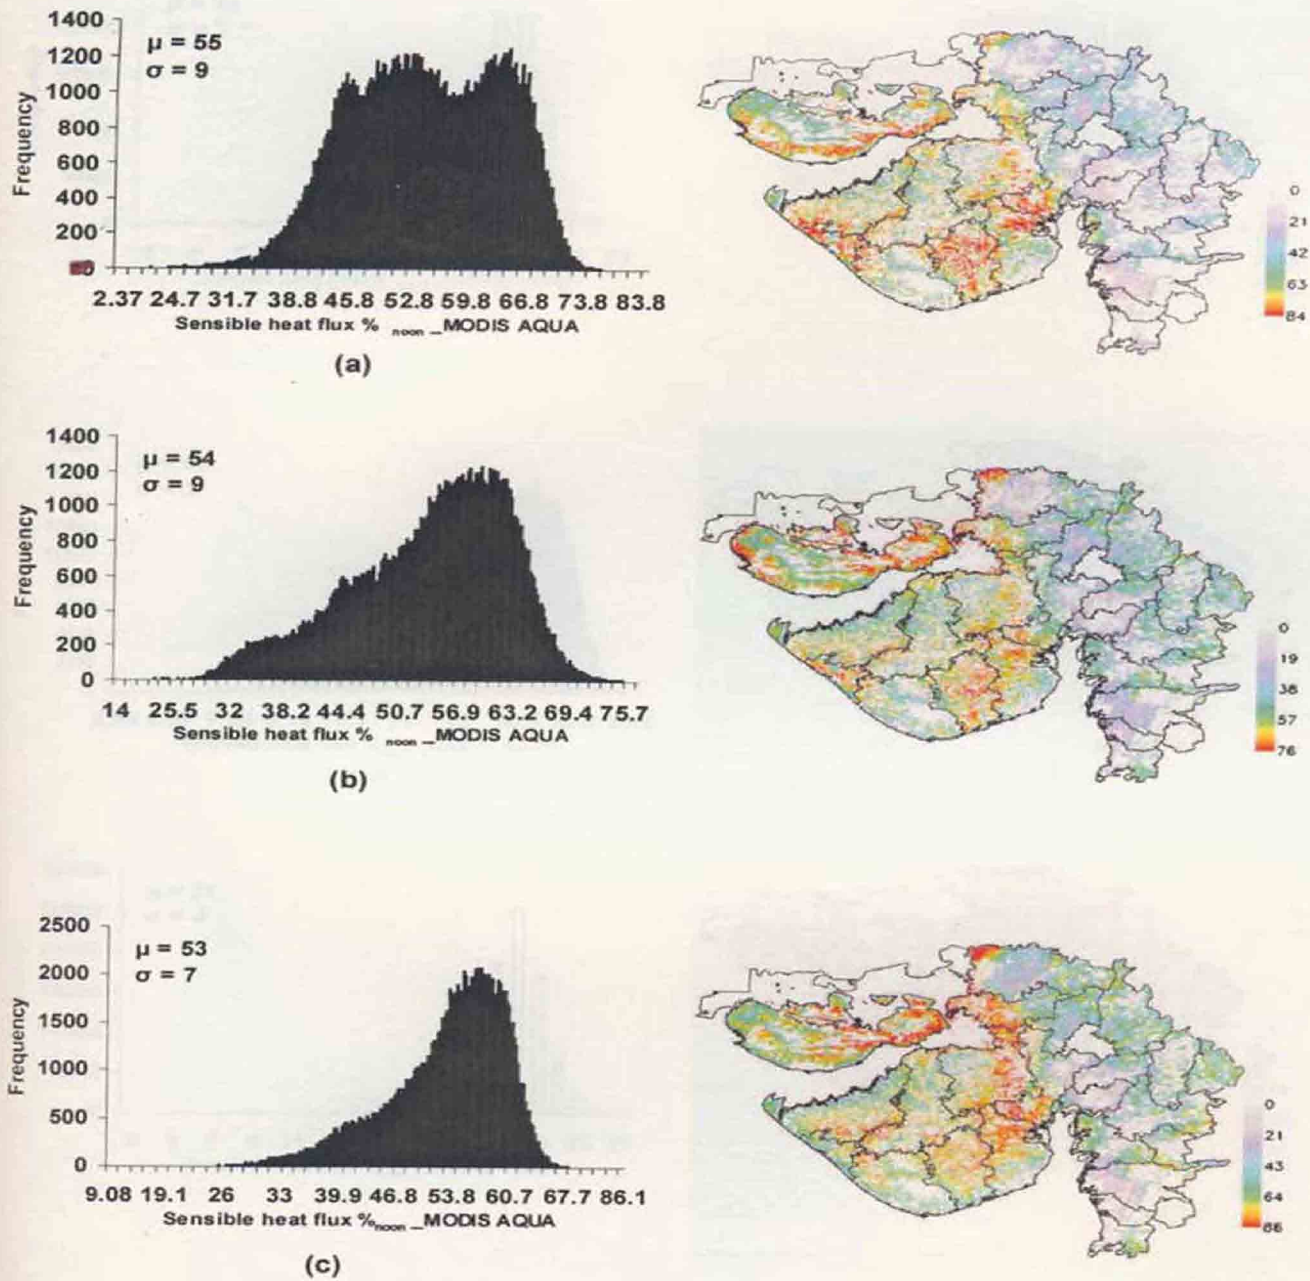 1400
1200
1000
800
600
400
200
μ = 55
σ = 9
Frequency
2.37 24.7 31.7 38.8 45.8 52.8 59.8 66.8 73.8 83.8
Sensible heat flux % noon _MODIS AQUA
(a)
0
21
42
63
84
1400
1200
1000
800
600
400
200
0
μ = 54
σ = 9
Frequency
14 25.5 32 38.2 44.4 50.7 56.9 63.2 69.4 75.7
Sensible heat flux % noon _MODIS AQUA
(b)
0
19
38
57
76
2500
2000
1500
1000
500
0
μ = 53
σ = 7
Frequency
9.08 19.1 26 33 39.9 46.8 53.8 60.7 67.7 86.1
Sensible heat flux %noon _MODIS AQUA
(c)
0
21
43
64
86